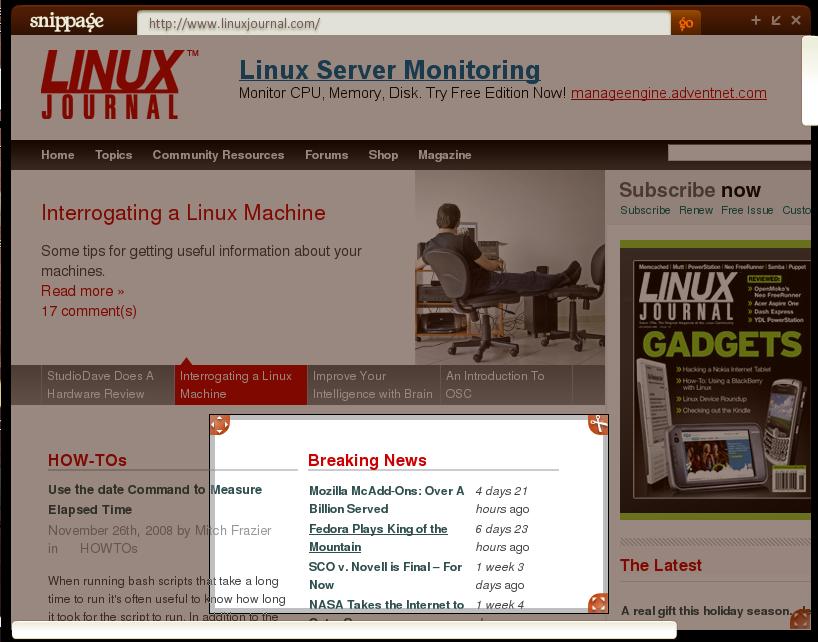 snippage
http://www.linuxjournal.com/
go
LINUX JOURNAL™
Linux Server Monitoring
Monitor CPU, Memory, Disk. Try Free Edition Now! manageengine.adventnet.com
Home Topics Community Resources Forums Shop Magazine
Interrogating a Linux Machine
Some tips for getting useful information about your
machines.
Read more »
17 comment(s)
StudioDave Does A
Hardware Review
Interrogating a Linux
Machine
Improve Your
Intelligence with Brain
An Introduction To
OSC
HOW-TOs
Use the date Command to Measure
Elapsed Time
November 26th, 2008 by Mitch Frazier
in HOWTOs
When running bash scripts that take a long
time to run it's often useful to know how long
it took for the script to run. In addition to the
Breaking News
Mozilla McAdd-Ons: Over A 4 days 21
Billion Served hours ago
Fedora Plays King of the 6 days 23
Mountain hours ago
SCO v. Novell is Final – For 1 week 3
Now days ago
NASA Takes the Internet to 1 week 4
Subscribe now
Subscribe Renew Free Issue Custo
Memcached | Mutt | PowerStation | Neo FreeRunner | Samba | Puppet
LINUX
JOURNAL
REVIEWED:
OpenMoko's
Neo FreeRunner
Acer Aspire One
Dash Express
YDL PowerStation
GADGETS
Hacking a Nokia Internet Tablet
How-To: Using a BlackBerry
with Linux
Linux Device Roundup
Checking out the Kindle
The Latest
A real gift this holiday season.